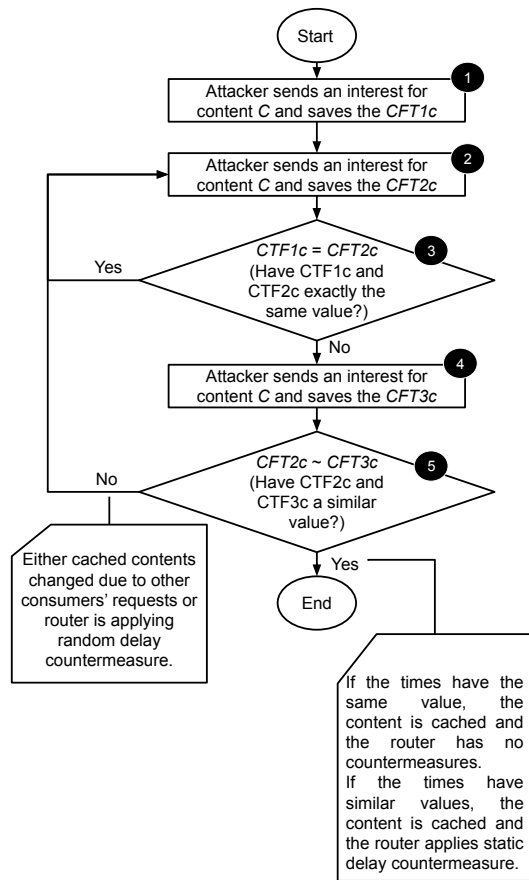 Start
1
Attacker sends an interest for
content C and saves the CFT1c
2
Attacker sends an interest for
content C and saves the CFT2c
3
CTF1c = CFT2c
(Have CTF1c and
CTF2c exactly the
same value?)
Yes
No
4
Attacker sends an interest for
content C and saves the CFT3c
5
CFT2c ~ CFT3c
(Have CTF2c and
CTF3c a similar
value?)
No
Yes
Either cached contents
changed due to other
consumers’ requests or
router is applying
random delay
countermeasure.
End
If the times have the
same value, the
content is cached and
the router has no
countermeasures.
If the times have
similar values, the
content is cached and
the router applies static
delay countermeasure.